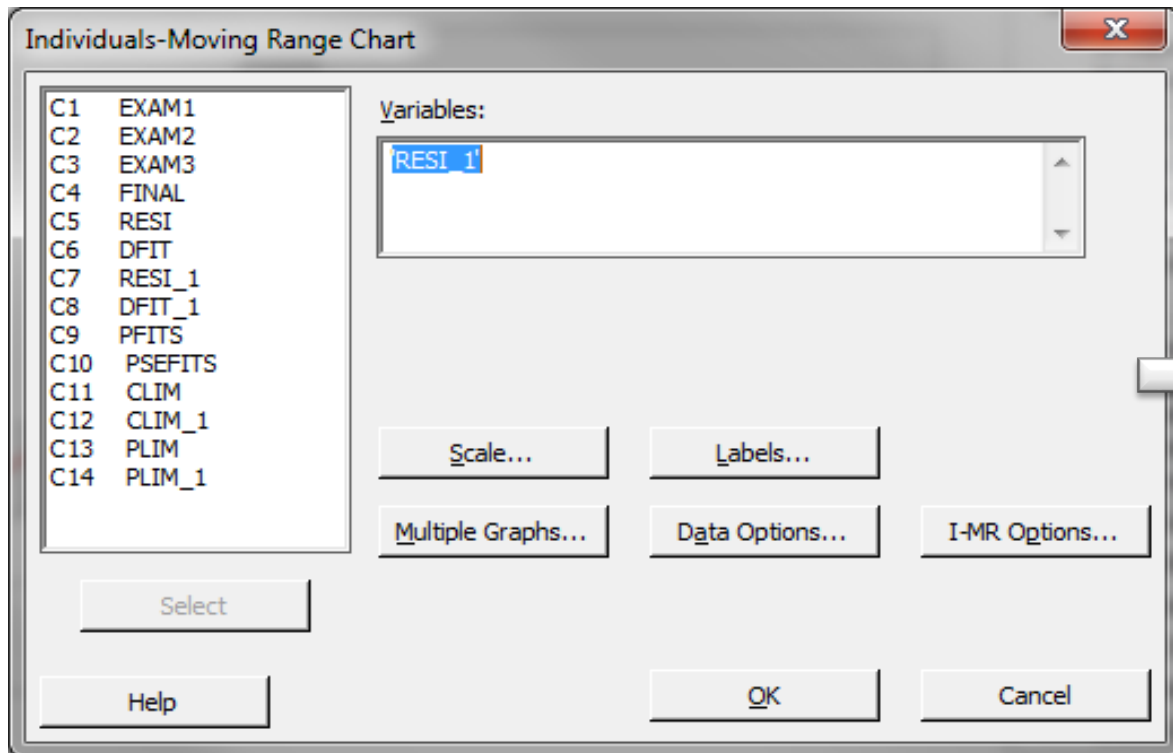 Individuals-Moving Range Chart
C1 EXAM1
C2 EXAM2
C3 EXAM3
C4 FINAL
C5 RESI
C6 DFIT
C7 RESI_1
C8 DFIT_1
C9 PFITS
C10 PSEFITS
C11 CLIM
C12 CLIM_1
C13 PLIM
C14 PLIM_1
Variables:
'RESI_1'
Scale...
Labels...
Multiple Graphs...
Data Options...
I-MR Options...
Select
Help
OK
Cancel